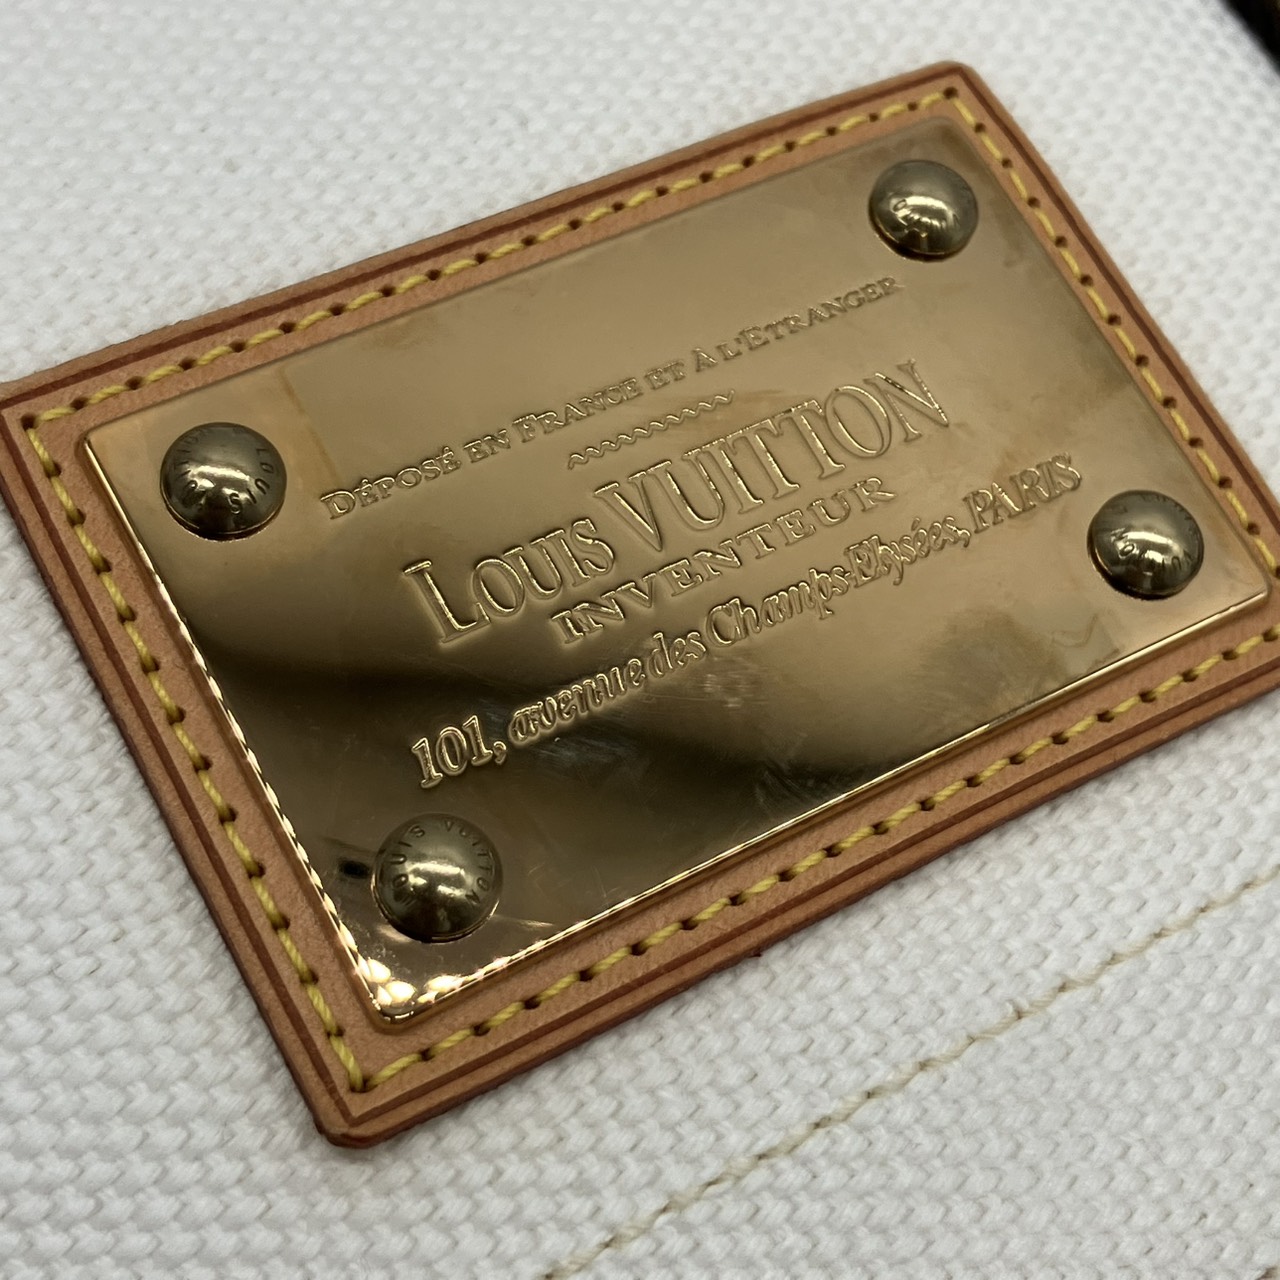 DÉPOSÉ EN FRANCE ET À L'ÉTRANGER
LOUIS VUITTON
INVENTEUR
101, avenue des Champs-Elysées, PARIS
LOUIS VUITTON